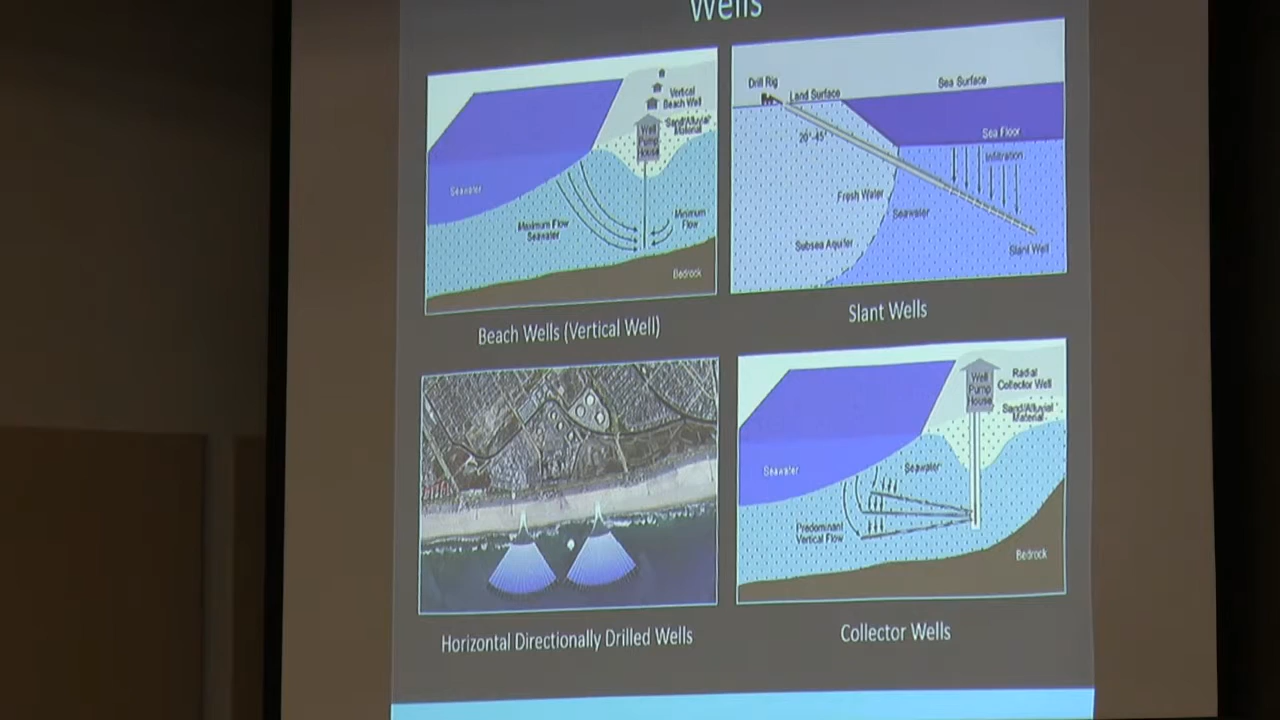 Wells
Vertical
Beach Well
Sand/Alluvial
Material
Well
Pump
House
Seawater
Maximum Flow
Seawater
Minimum
Flow
Bedrock
Beach Wells (Vertical Well)
Drill Rig
Land Surface
Sea Surface
20°-45°
Sea Floor
Infiltration
Fresh Water
Seawater
Subsea Aquifer
Slant Well
Slant Wells
Horizontal Directionally Drilled Wells
Well
Pump
House
Radial
Collector Well
Sand/Alluvial
Material
Seawater
Seawater
Predominant
Vertical Flow
Bedrock
Collector Wells